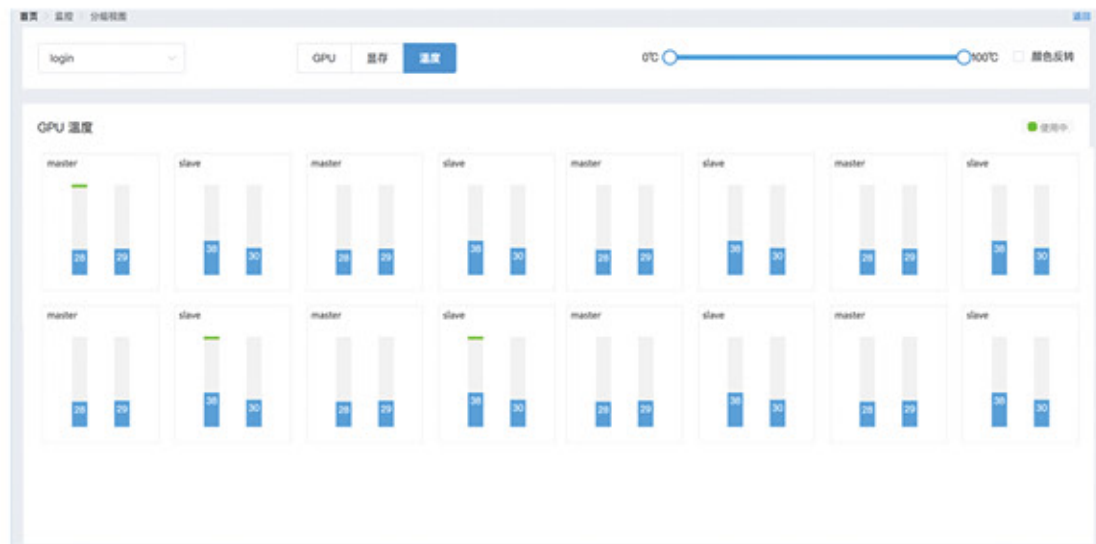 首页 监控 分组视图 返回
login GPU 显存 温度 0℃ 100℃ 颜色反转
GPU 温度 使用中
master slave master slave master slave master slave
28 29 38 30 28 29 38 30 28 29 38 30 28 29 38 30
master slave master slave master slave master slave
28 29 38 30 28 29 38 30 28 29 38 30 28 29 38 30